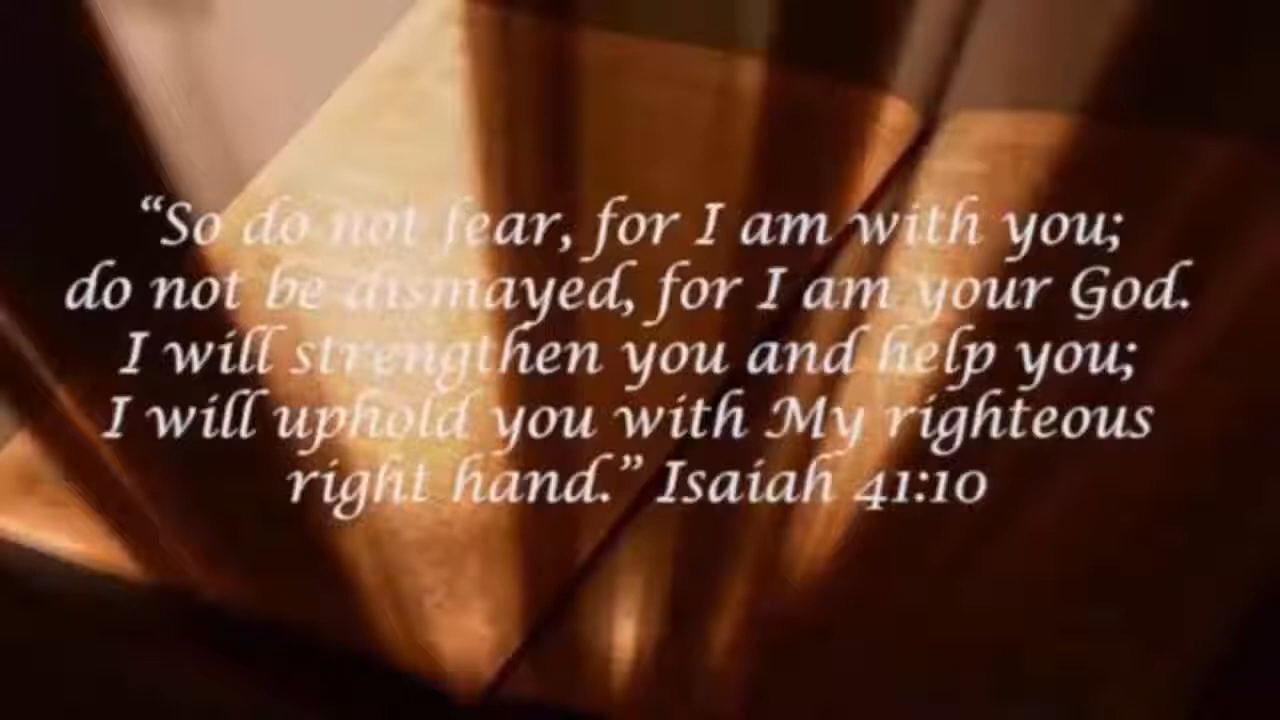 “So do not fear, for I am with you;
do not be dismayed, for I am your God.
I will strengthen you and help you;
I will uphold you with My righteous
right hand.” Isaiah 41:10